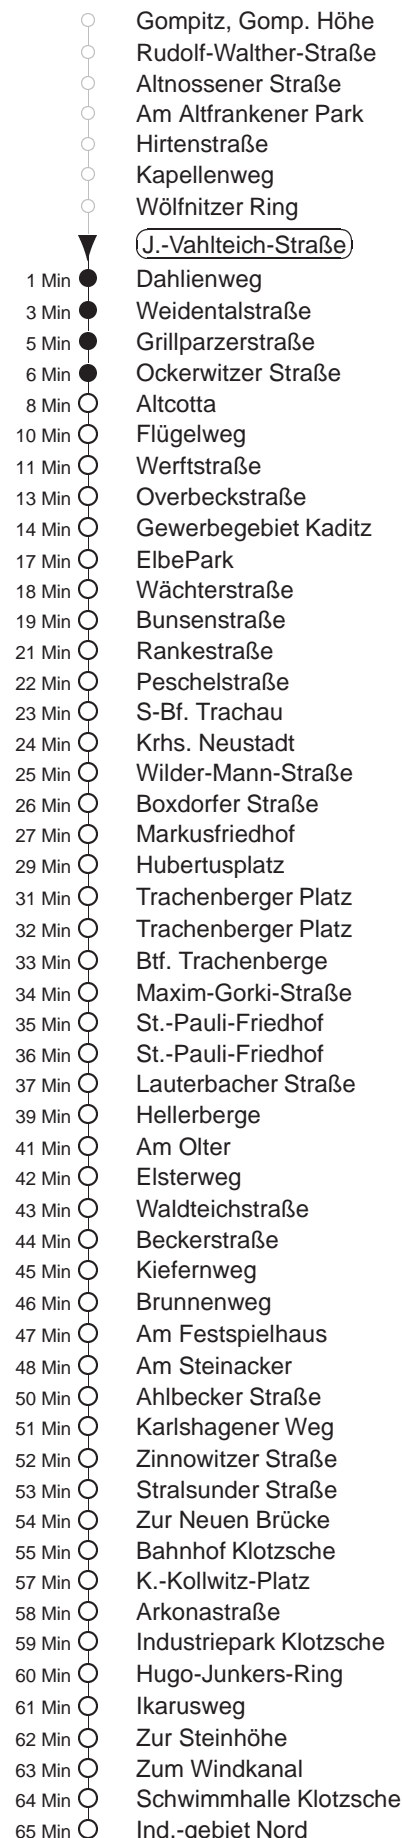 Gompitz, Gomp. Höhe
Rudolf-Walther-Straße
Altnossener Straße
Am Altfrankener Park
Hirtenstraße
Kapellenweg
Wölfnitzer Ring
J.-Vahlteich-Straße
1 Min Dahlienweg
3 Min Weidentalstraße
5 Min Grillparzerstraße
6 Min Ockerwitzer Straße
8 Min Altcotta
10 Min Flügelweg
11 Min Werftstraße
13 Min Overbeckstraße
14 Min Gewerbegebiet Kaditz
17 Min ElbePark
18 Min Wächterstraße
19 Min Bunsenstraße
21 Min Rankestraße
22 Min Peschelstraße
23 Min S-Bf. Trachau
24 Min Krhs. Neustadt
25 Min Wilder-Mann-Straße
26 Min Boxdorfer Straße
27 Min Markusfriedhof
29 Min Hubertusplatz
31 Min Trachenberger Platz
32 Min Trachenberger Platz
33 Min Btf. Trachenberge
34 Min Maxim-Gorki-Straße
35 Min St.-Pauli-Friedhof
36 Min St.-Pauli-Friedhof
37 Min Lauterbacher Straße
39 Min Hellerberge
41 Min Am Olter
42 Min Elsterweg
43 Min Waldteichstraße
44 Min Beckerstraße
45 Min Kiefernweg
46 Min Brunnenweg
47 Min Am Festspielhaus
48 Min Am Steinacker
50 Min Ahlbecker Straße
51 Min Karlshagener Weg
52 Min Zinnowitzer Straße
53 Min Stralsunder Straße
54 Min Zur Neuen Brücke
55 Min Bahnhof Klotzsche
57 Min K.-Kollwitz-Platz
58 Min Arkonastraße
59 Min Industriepark Klotzsche
60 Min Hugo-Junkers-Ring
61 Min Ikarusweg
62 Min Zur Steinhöhe
63 Min Zum Windkanal
64 Min Schwimmhalle Klotzsche
65 Min Ind.-gebiet Nord